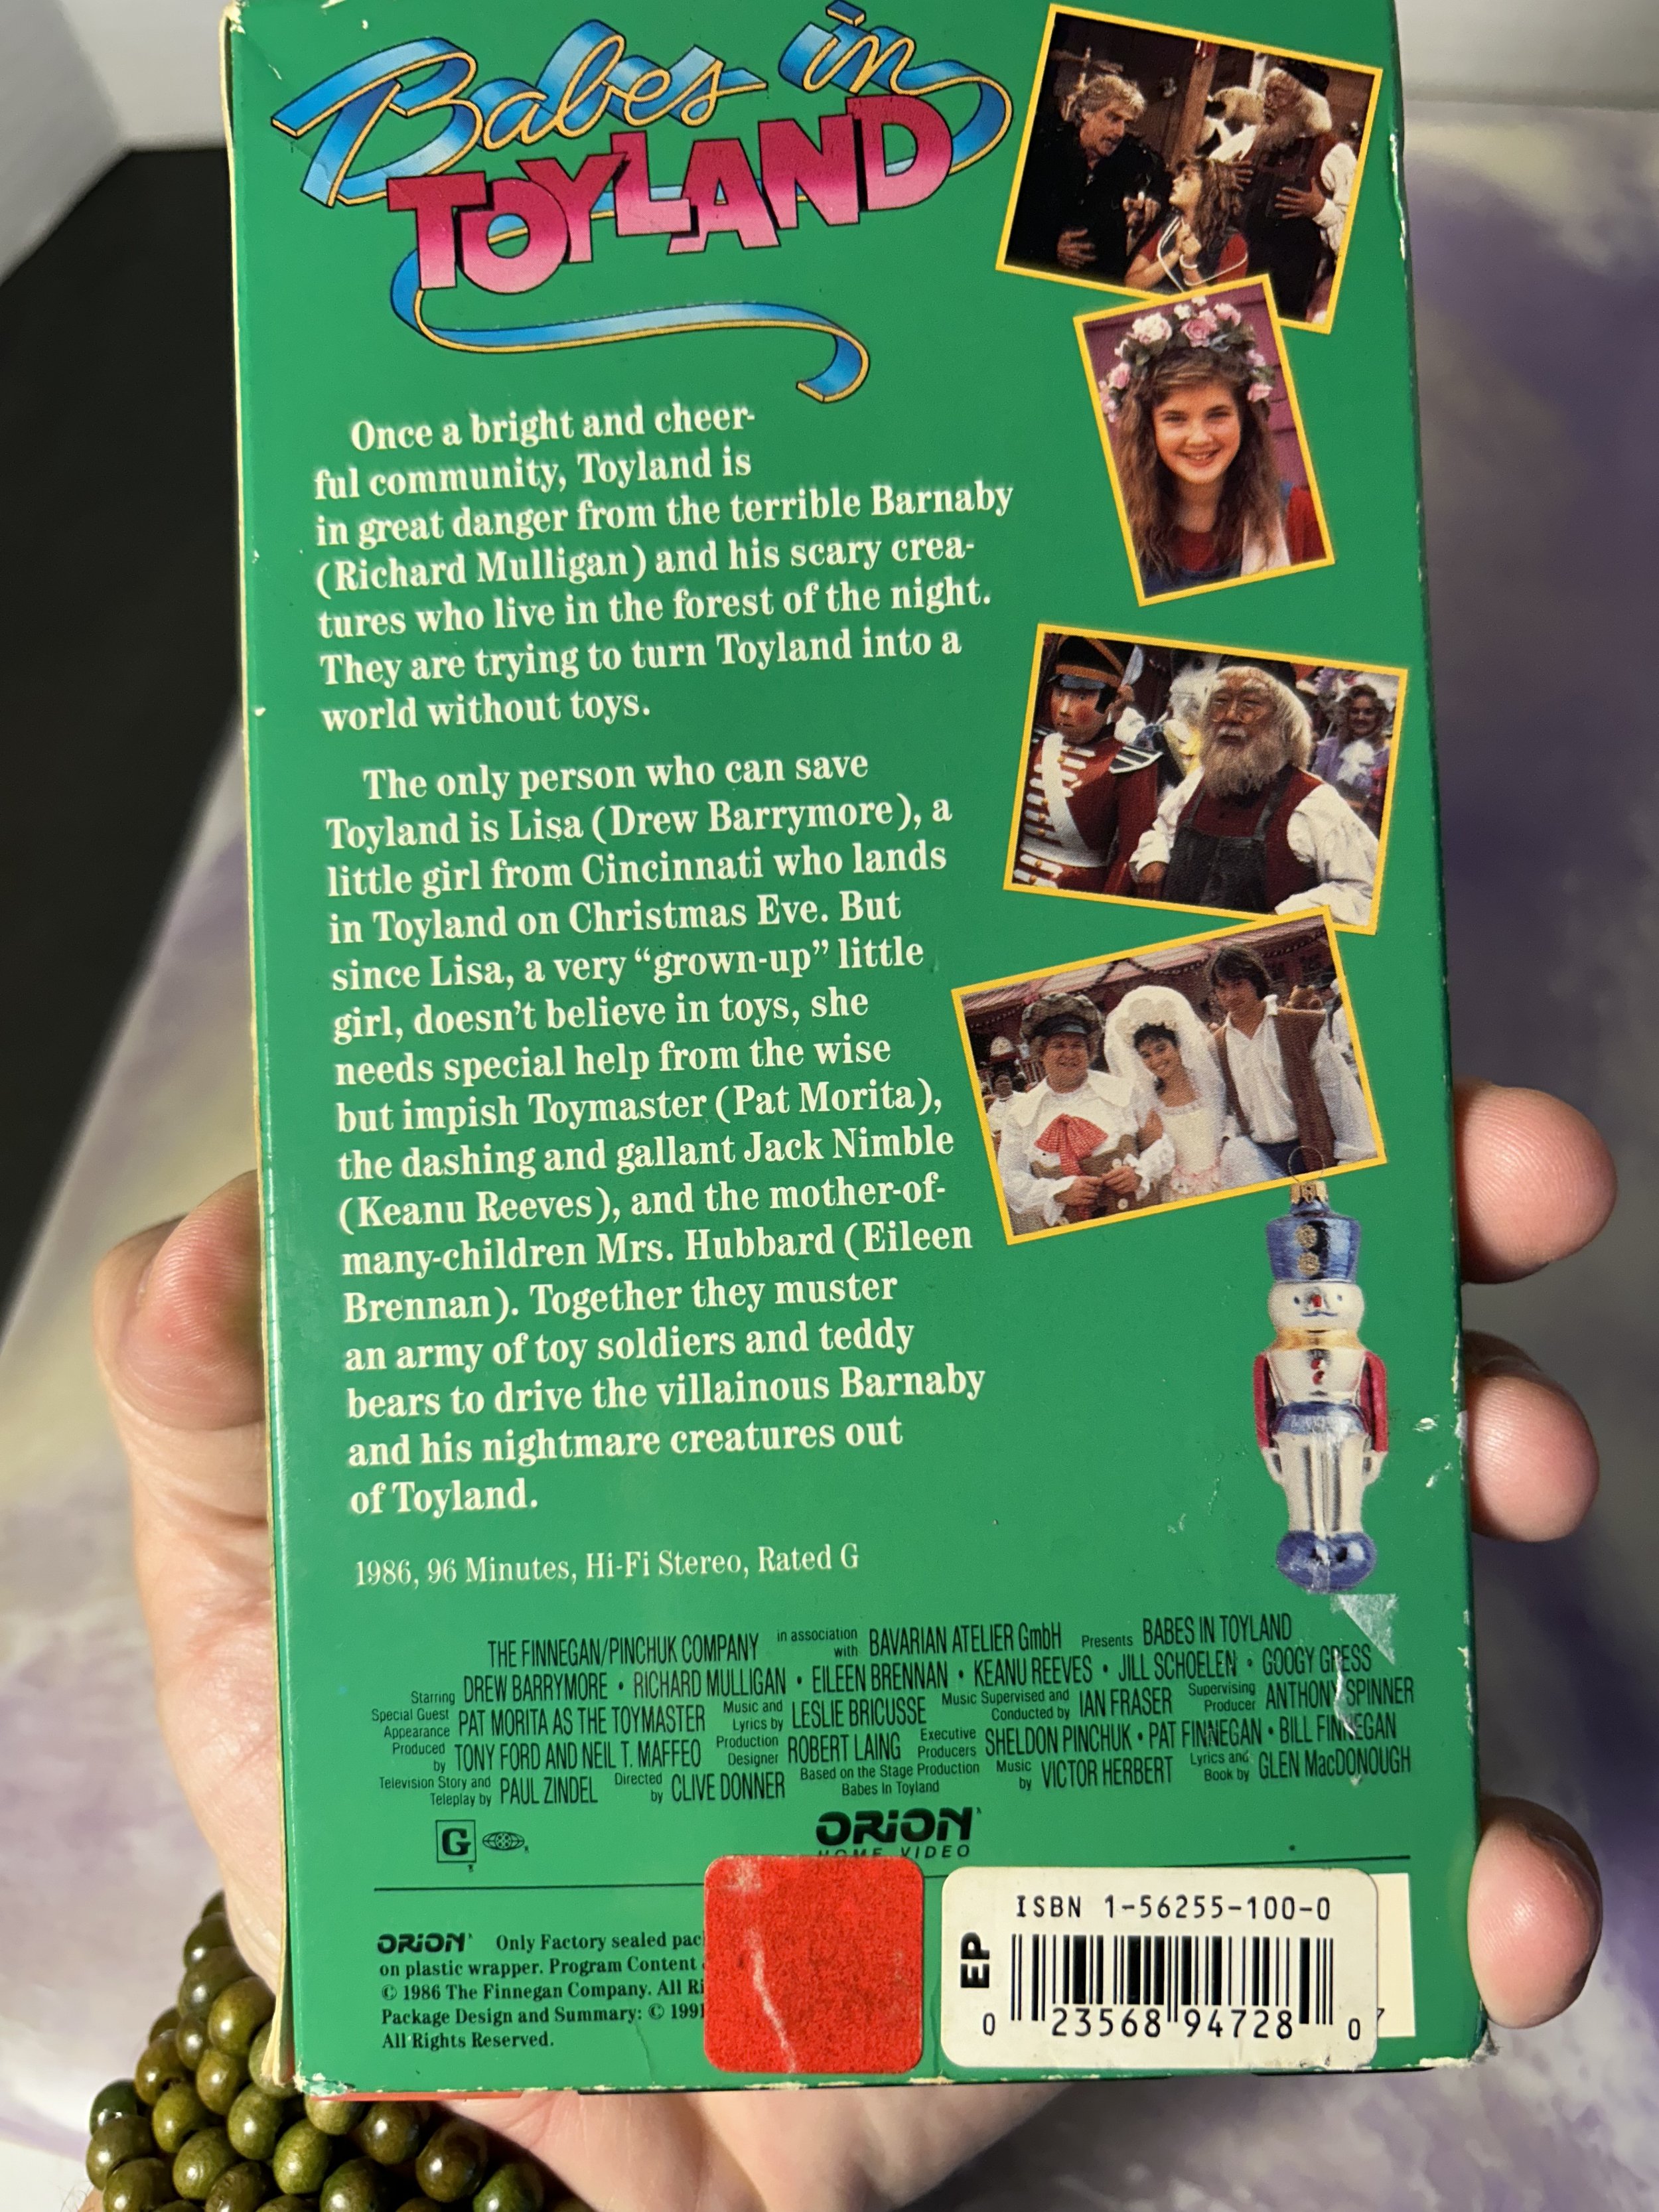 Babes in
TOYLAND
Once a bright and cheer-
ful community, Toyland is
in great danger from the terrible Barnaby
(Richard Mulligan) and his scary crea-
tures who live in the forest of the night.
They are trying to turn Toyland into a
world without toys.
The only person who can save
Toyland is Lisa (Drew Barrymore), a
little girl from Cincinnati who lands
in Toyland on Christmas Eve. But
since Lisa, a very “grown-up” little
girl, doesn’t believe in toys, she
needs special help from the wise
but impish Toymaster (Pat Morita),
the dashing and gallant Jack Nimble
(Keanu Reeves), and the mother-of-
many-children Mrs. Hubbard (Eileen
Brennan). Together they muster
an army of toy soldiers and teddy
bears to drive the villainous Barnaby
and his nightmare creatures out
of Toyland.
1986, 96 Minutes, Hi-Fi Stereo, Rated G
THE FINNEGAN/PINCHUK COMPANY in association with BAVARIAN ATELIER GmbH Presents BABES IN TOYLAND
Starring DREW BARRYMORE • RICHARD MULLIGAN • EILEEN BRENNAN • KEANU REEVES • JILL SCHOELEN • GOOGY GRESS
Special Guest Appearance PAT MORITA AS THE TOYMASTER Music and Lyrics by LESLIE BRICUSSE Music Supervised and Conducted by IAN FRASER Supervising Producer ANTHONY SPINNER
Produced by TONY FORD AND NEIL T. MAFFEO Production Designer ROBERT LAING Executive Producers SHELDON PINCHUK • PAT FINNEGAN • BILL FINNEGAN
Television Story and Teleplay by PAUL ZINDEL Directed by CLIVE DONNER Based on the Stage Production Babes In Toyland Music by VICTOR HERBERT Lyrics and Book by GLEN MacDONOUGH
G
ORION
HOME VIDEO
ORION Only Factory sealed pac
on plastic wrapper. Program Content
© 1986 The Finnegan Company. All Ri
Package Design and Summary: © 1991
All Rights Reserved.
ISBN 1-56255-100-0
EP
0 23568 94728 0